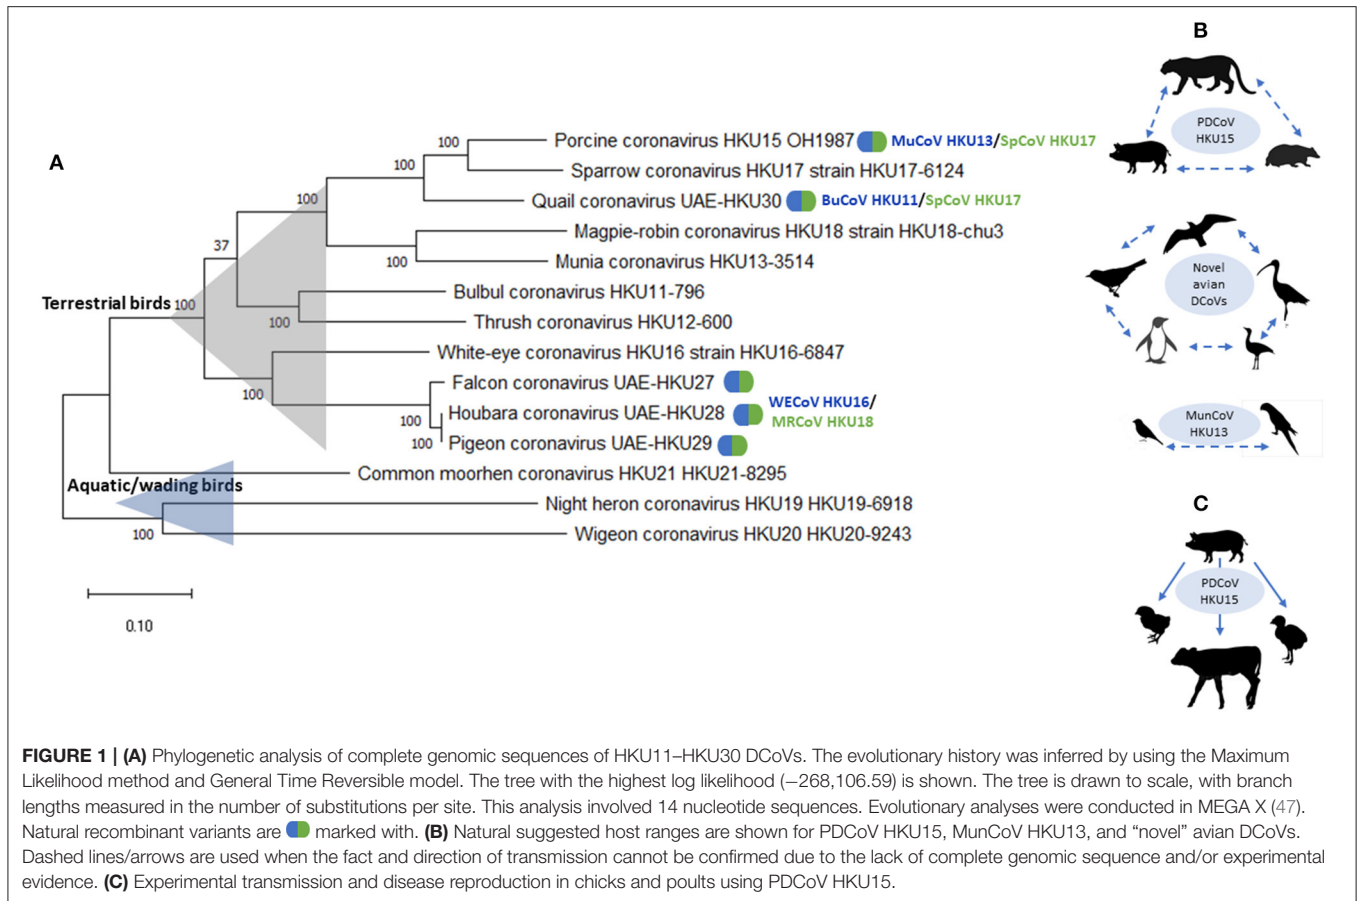 (A)
100
Porcine coronavirus HKU15 OH1987 MuCoV HKU13/SpCoV HKU17
100
Sparrow coronavirus HKU17 strain HKU17-6124
100
Quail coronavirus UAE-HKU30 BuCoV HKU11/SpCoV HKU17
Magpie-robin coronavirus HKU18 strain HKU18-chu3
37
100
Munia coronavirus HKU13-3514
Bulbul coronavirus HKU11-796
Terrestrial birds 100
100
Thrush coronavirus HKU12-600
White-eye coronavirus HKU16 strain HKU16-6847
Falcon coronavirus UAE-HKU27
100
WECoV HKU16/
MRCoV HKU18
100
Houbara coronavirus UAE-HKU28
100
Pigeon coronavirus UAE-HKU29
Common moorhen coronavirus HKU21 HKU21-8295
Aquatic/wading birds
Night heron coronavirus HKU19 HKU19-6918
100
Wigeon coronavirus HKU20 HKU20-9243
0.10
B
PDCoV
HKU15
Novel
avian
DCoVs
MunCoV
HKU13
C
PDCoV
HKU15
FIGURE 1 | (A) Phylogenetic analysis of complete genomic sequences of HKU11–HKU30 DCoVs. The evolutionary history was inferred by using the Maximum
Likelihood method and General Time Reversible model. The tree with the highest log likelihood (−268,106.59) is shown. The tree is drawn to scale, with branch
lengths measured in the number of substitutions per site. This analysis involved 14 nucleotide sequences. Evolutionary analyses were conducted in MEGA X (47).
Natural recombinant variants are marked with. (B) Natural suggested host ranges are shown for PDCoV HKU15, MunCoV HKU13, and “novel” avian DCoVs.
Dashed lines/arrows are used when the fact and direction of transmission cannot be confirmed due to the lack of complete genomic sequence and/or experimental
evidence. (C) Experimental transmission and disease reproduction in chicks and poults using PDCoV HKU15.